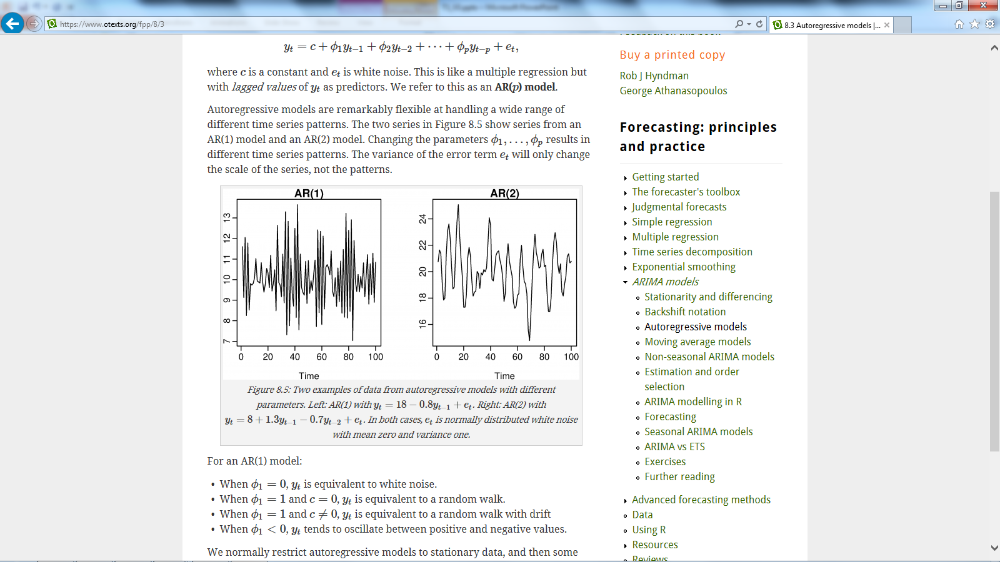 https://www.otexts.org/fpp/8/3
8.3 Autoregressive models |...
y_t = c + ϕ_1y_{t−1} + ϕ_2y_{t−2} + ⋯ + ϕ_py_{t−p} + e_t,
where c is a constant and e_t is white noise. This is like a multiple regression but
with lagged values of y_t as predictors. We refer to this as an AR(p) model.
Autoregressive models are remarkably flexible at handling a wide range of
different time series patterns. The two series in Figure 8.5 show series from an
AR(1) model and an AR(2) model. Changing the parameters ϕ_1, …, ϕ_p results in
different time series patterns. The variance of the error term e_t will only change
the scale of the series, not the patterns.
AR(1)
13
12
11
10
9
8
7
0 20 40 60 80 100
Time
AR(2)
24
22
20
18
16
0 20 40 60 80 100
Time
Figure 8.5: Two examples of data from autoregressive models with different
parameters. Left: AR(1) with y_t = 18 − 0.8y_{t−1} + e_t. Right: AR(2) with
y_t = 8 + 1.3y_{t−1} − 0.7y_{t−2} + e_t. In both cases, e_t is normally distributed white noise
with mean zero and variance one.
For an AR(1) model:
• When ϕ_1 = 0, y_t is equivalent to white noise.
• When ϕ_1 = 1 and c = 0, y_t is equivalent to a random walk.
• When ϕ_1 = 1 and c ≠ 0, y_t is equivalent to a random walk with drift
• When ϕ_1 < 0, y_t tends to oscillate between positive and negative values.
We normally restrict autoregressive models to stationary data, and then some
Buy a printed copy
Rob J Hyndman
George Athanasopoulos
Forecasting: principles
and practice
Getting started
The forecaster's toolbox
Judgmental forecasts
Simple regression
Multiple regression
Time series decomposition
Exponential smoothing
ARIMA models
Stationarity and differencing
Backshift notation
Autoregressive models
Moving average models
Non-seasonal ARIMA models
Estimation and order
selection
ARIMA modelling in R
Forecasting
Seasonal ARIMA models
ARIMA vs ETS
Exercises
Further reading
Advanced forecasting methods
Data
Using R
Resources
Reviews